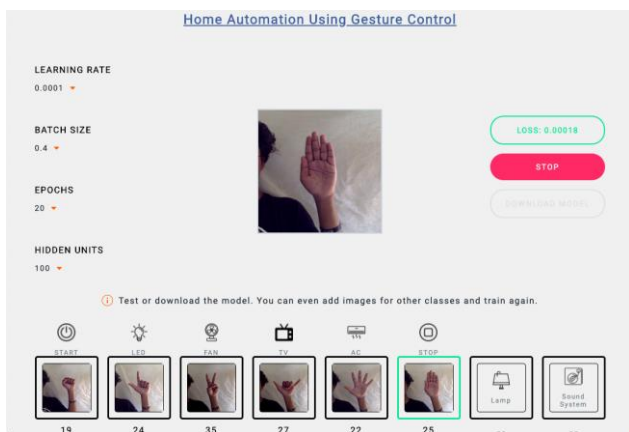 Home Automation Using Gesture Control
LEARNING RATE
0.0001
BATCH SIZE
0.4
EPOCHS
20
HIDDEN UNITS
100
LOSS: 0.00018
STOP
DOWNLOAD MODEL
Test or download the model. You can even add images for other classes and train again.
START LED FAN TV AC STOP
Lamp Sound
System
19 24 35 27 22 25